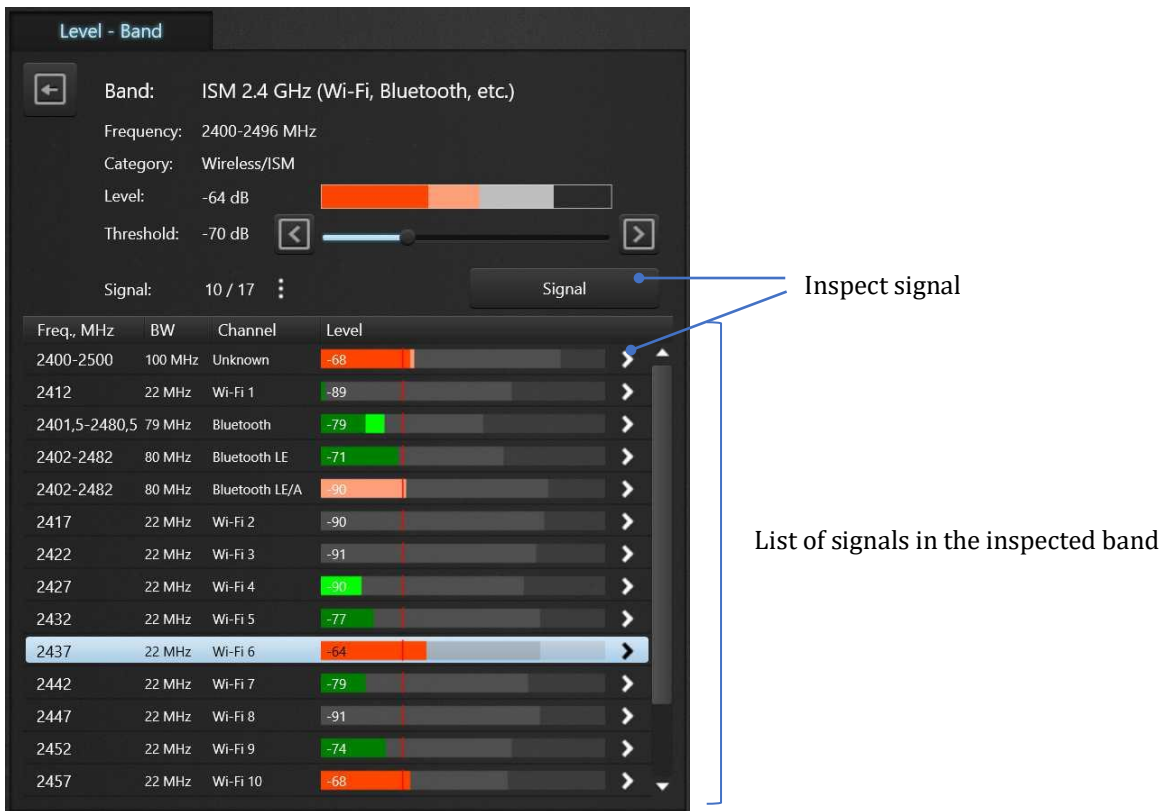 Level - Band
Band: ISM 2.4 GHz (Wi-Fi, Bluetooth, etc.)
Frequency: 2400-2496 MHz
Category: Wireless/ISM
Level: -64 dB
Threshold: -70 dB
Signal: 10 / 17 Signal
Inspect signal
Freq., MHz BW Channel Level
2400-2500 100 MHz Unknown -68
2412 22 MHz Wi-Fi 1 -89
2401,5-2480,5 79 MHz Bluetooth -79
2402-2482 80 MHz Bluetooth LE -71
2402-2482 80 MHz Bluetooth LE/A -90
2417 22 MHz Wi-Fi 2 -90
2422 22 MHz Wi-Fi 3 -91
2427 22 MHz Wi-Fi 4 -90
2432 22 MHz Wi-Fi 5 -77
2437 22 MHz Wi-Fi 6 -64
2442 22 MHz Wi-Fi 7 -79
2447 22 MHz Wi-Fi 8 -91
2452 22 MHz Wi-Fi 9 -74
2457 22 MHz Wi-Fi 10 -68
List of signals in the inspected band